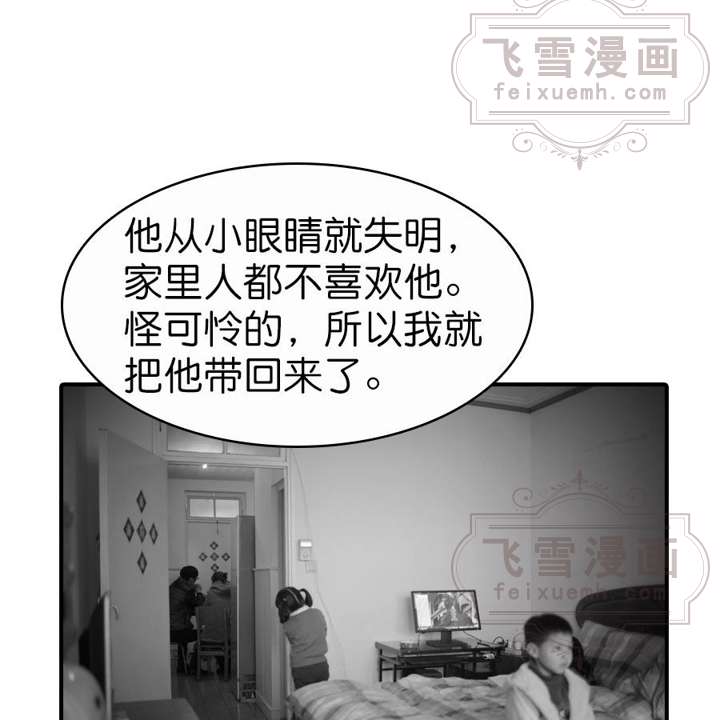 飞雪漫画
feixuemh.com
他从小眼睛就失明，
家里人都不喜欢他。
怪可怜的，所以我就
把他带回来了。
飞雪漫画
feixuemh.com